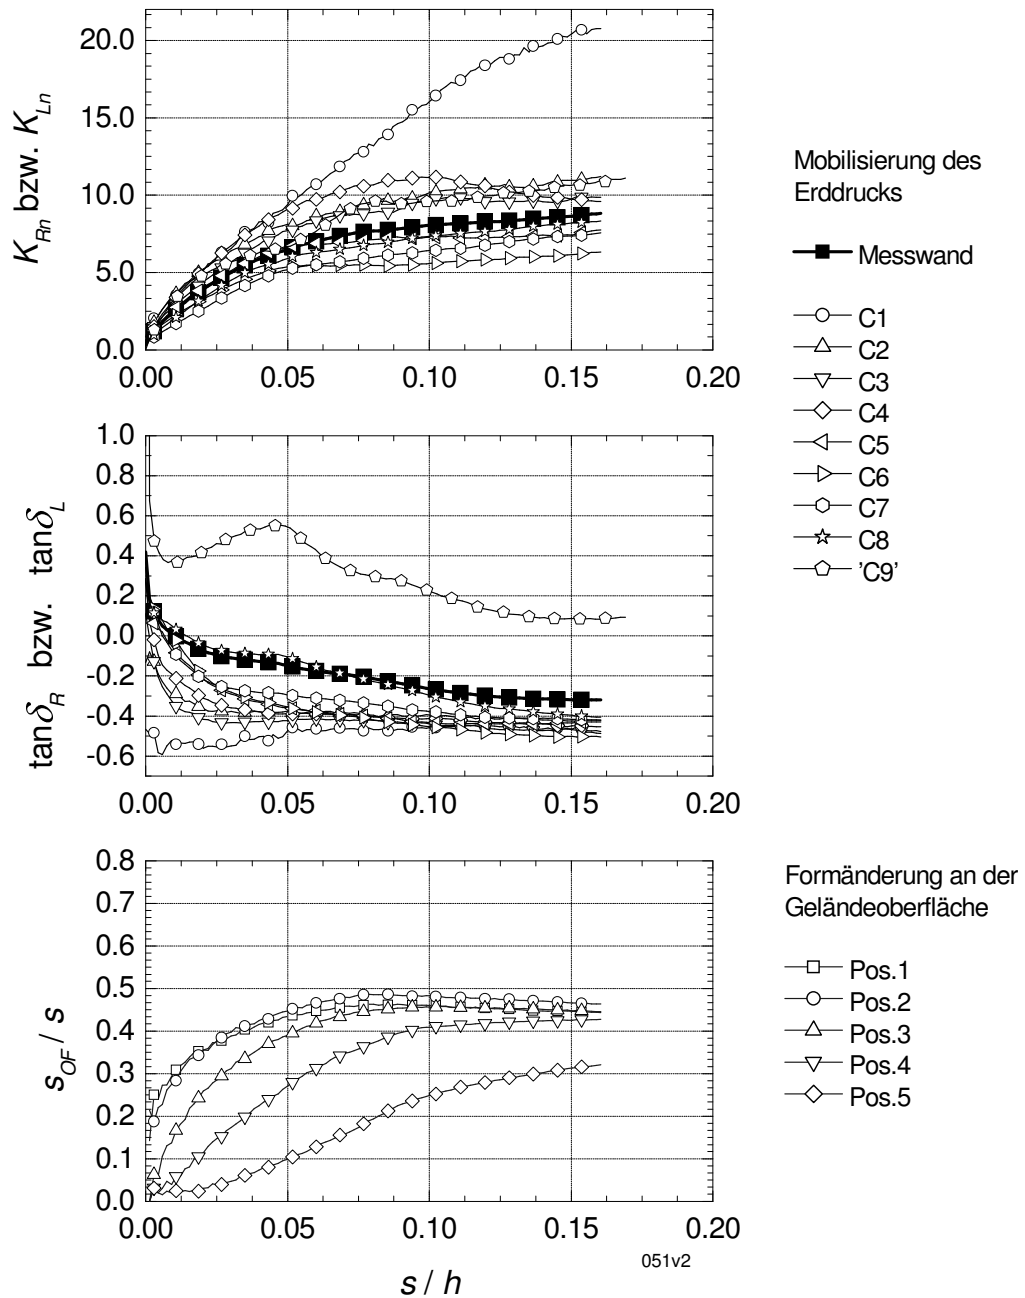 K_Rn bzw. K_Ln
20.0
15.0
10.0
5.0
0.0
0.00 0.05 0.10 0.15 0.20
Mobilisierung des
Erddrucks
Messwand
C1
C2
C3
C4
C5
C6
C7
C8
'C9'
tanδ_R bzw. tanδ_L
1.0
0.8
0.6
0.4
0.2
0.0
-0.2
-0.4
-0.6
0.00 0.05 0.10 0.15 0.20
s_OF / s
0.8
0.7
0.6
0.5
0.4
0.3
0.2
0.1
0.0
0.00 0.05 0.10 0.15 0.20
Formänderung an der
Geländeoberfläche
Pos.1
Pos.2
Pos.3
Pos.4
Pos.5
051v2
s / h